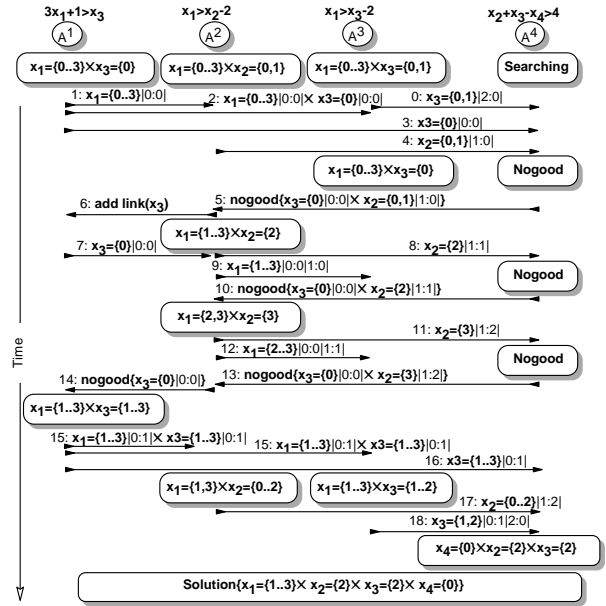 3x₁+1>x₃ x₁>x₂-2 x₁>x₃-2 x₂+x₃-x₄>4
A¹ A² A³ A⁴
x₁={0..3}×x₃={0} x₁={0..3}×x₂={0,1} x₁={0..3}×x₃={0,1} Searching
1: x₁={0..3}|0:0| 2: x₁={0..3}|0:0|× x3={0}|0:0| 0: x₃={0,1}|2:0|
3: x3={0}|0:0|
4: x₂={0,1}|1:0|
x₁={0..3}×x₃={0} Nogood
6: add link(x₃) 5: nogood{x₃={0}|0:0|× x₂={0,1}|1:0|}
x₁={1..3}×x₂={2}
7: x₃={0}|0:0| 8: x₂={2}|1:1|
9: x₁={1..3}|0:0|1:0| Nogood
10: nogood{x₃={0}|0:0|× x₂={2}|1:1|}
x₁={2,3}×x₂={3}
11: x₂={3}|1:2|
12: x₁={2..3}|0:0|1:1| Nogood
Time
14: nogood{x₃={0}|0:0|} 13: nogood{x₃={0}|0:0|× x₂={3}|1:2|}
x₁={1..3}×x₃={1..3}
15: x₁={1..3}|0:1|× x3={1..3}|0:1| 15: x₁={1..3}|0:1|× x3={1..3}|0:1|
16: x3={1..3}|0:1|
x₁={1,3}×x₂={0..2} x₁={1..3}×x₃={1..2}
17: x₂={0..2}|1:2|
18: x₃={1,2}|0:1|2:0|
x₄={0}×x₂={2}×x₃={2}
Solution{x₁={1..3}× x₂={2}× x₃={2}× x₄={0}}